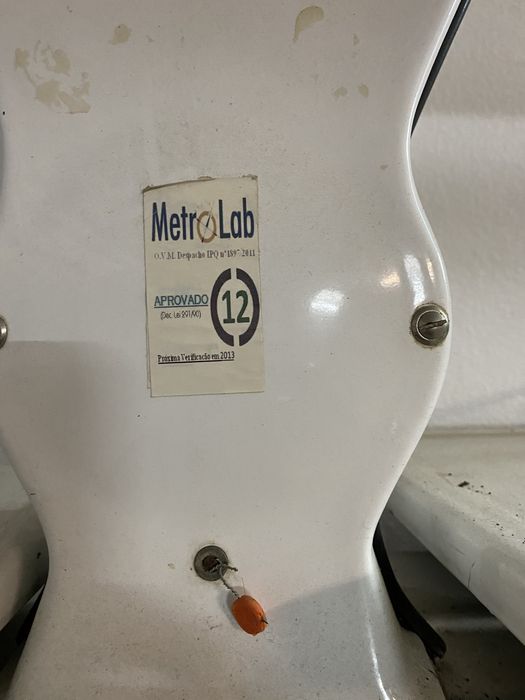 MetroLab
O.V.M. Despacho IPQ nº1897/2011
APROVADO
(Dec. Lei 291/90)
12
Próxima Verificação em 2013